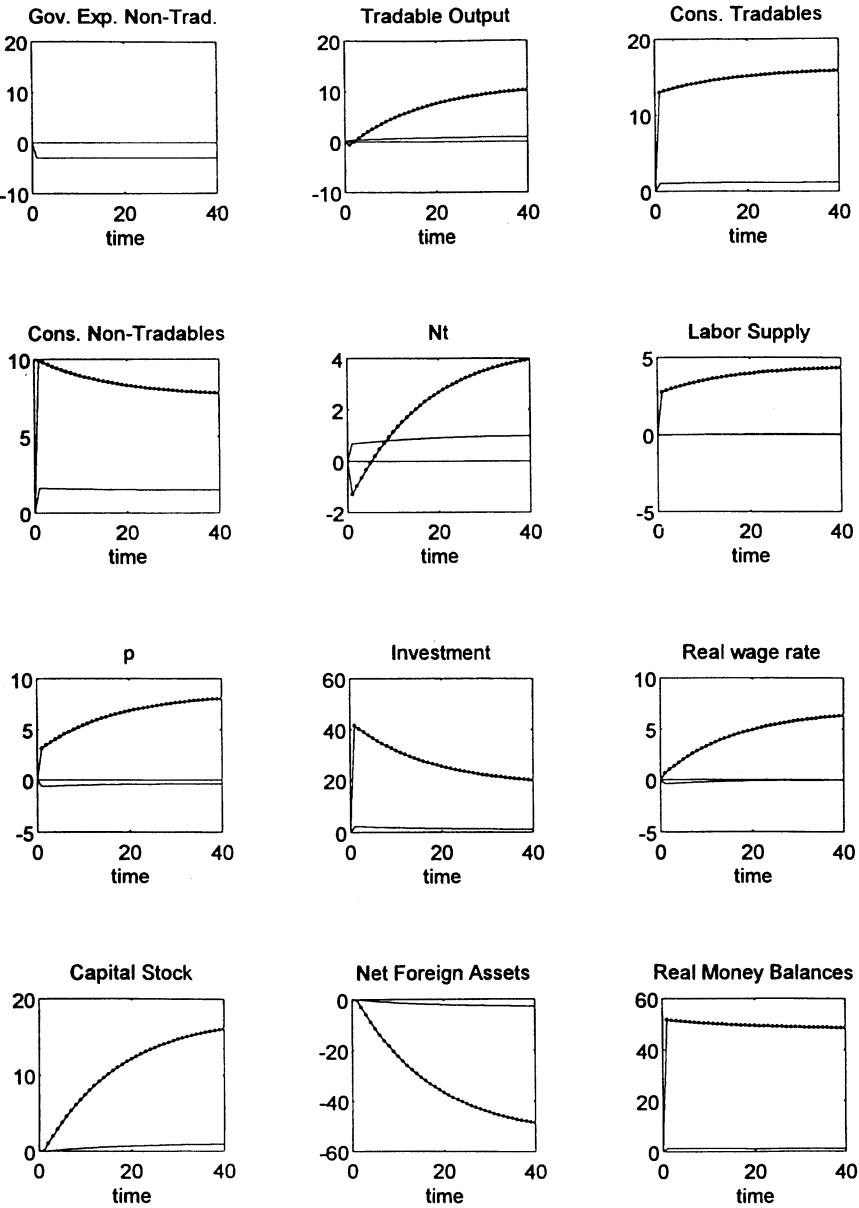 Gov. Exp. Non-Trad.
20
10
0
-10
0 20 40
time
Tradable Output
20
10
0
-10
0 20 40
time
Cons. Tradables
20
10
0
0 20 40
time
Cons. Non-Tradables
10
5
0
0 20 40
time
Nt
4
2
0
-2
0 20 40
time
Labor Supply
5
0
-5
0 20 40
time
p
10
5
0
-5
0 20 40
time
Investment
60
40
20
0
0 20 40
time
Real wage rate
10
5
0
-5
0 20 40
time
Capital Stock
20
10
0
0 20 40
time
Net Foreign Assets
0
-20
-40
-60
0 20 40
time
Real Money Balances
60
40
20
0
0 20 40
time